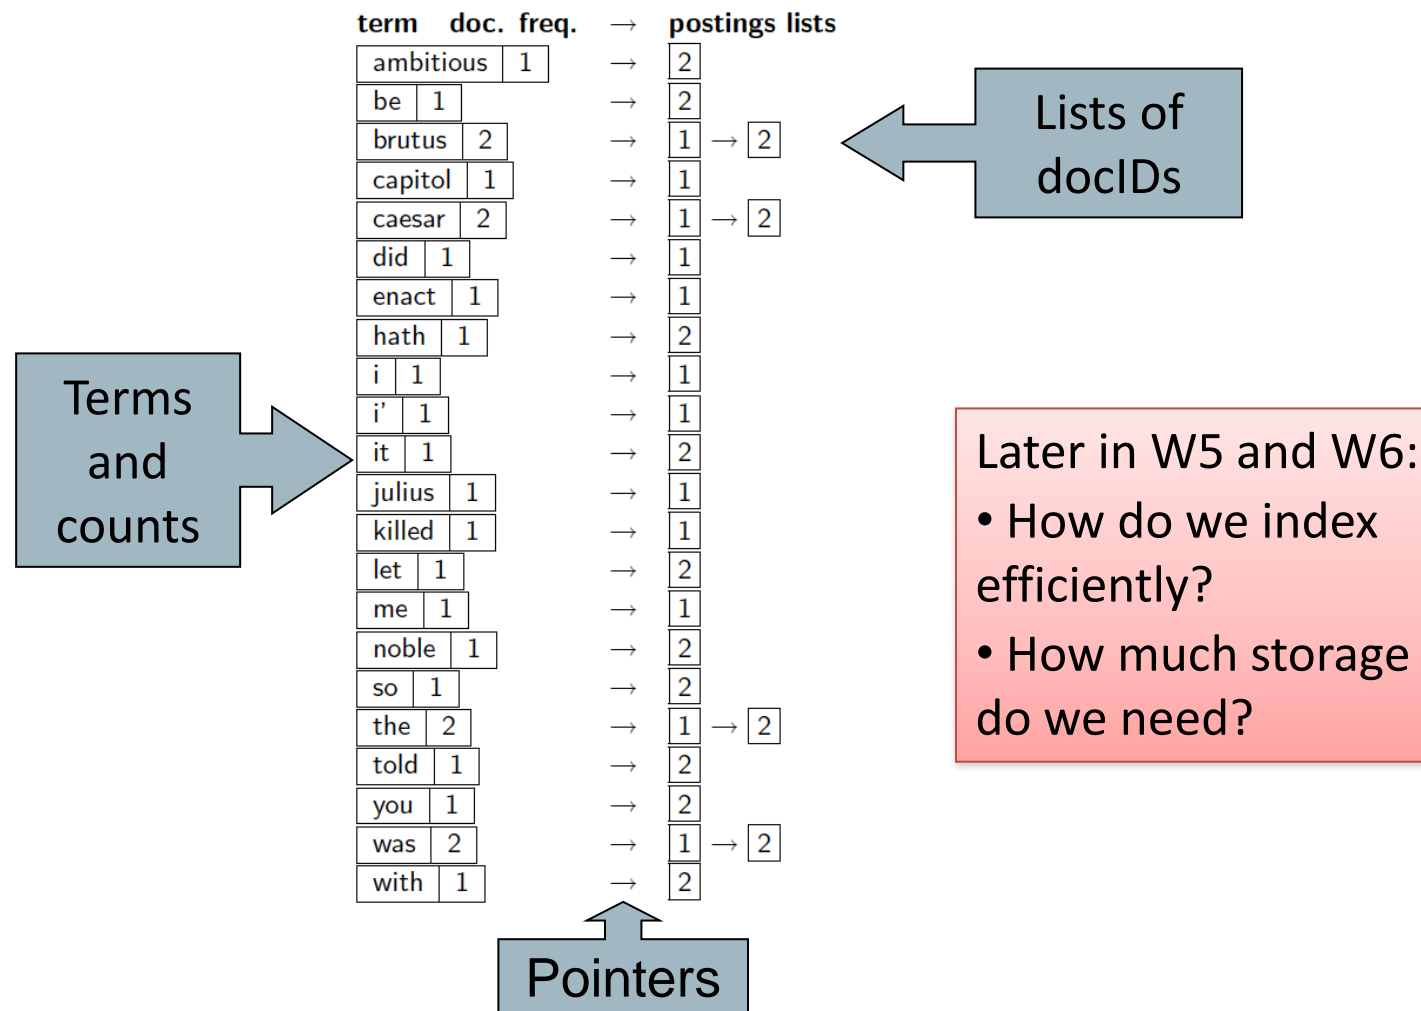 term doc. freq. → postings lists
ambitious 1 → 2
be 1 → 2
brutus 2 → 1 → 2
capitol 1 → 1
caesar 2 → 1 → 2
did 1 → 1
enact 1 → 1
hath 1 → 2
i 1 → 1
i' 1 → 1
it 1 → 2
julius 1 → 1
killed 1 → 1
let 1 → 2
me 1 → 1
noble 1 → 2
so 1 → 2
the 2 → 1 → 2
told 1 → 2
you 1 → 2
was 2 → 1 → 2
with 1 → 2
Lists of
docIDs
Terms
and
counts
Later in W5 and W6:
• How do we index
efficiently?
• How much storage
do we need?
Pointers